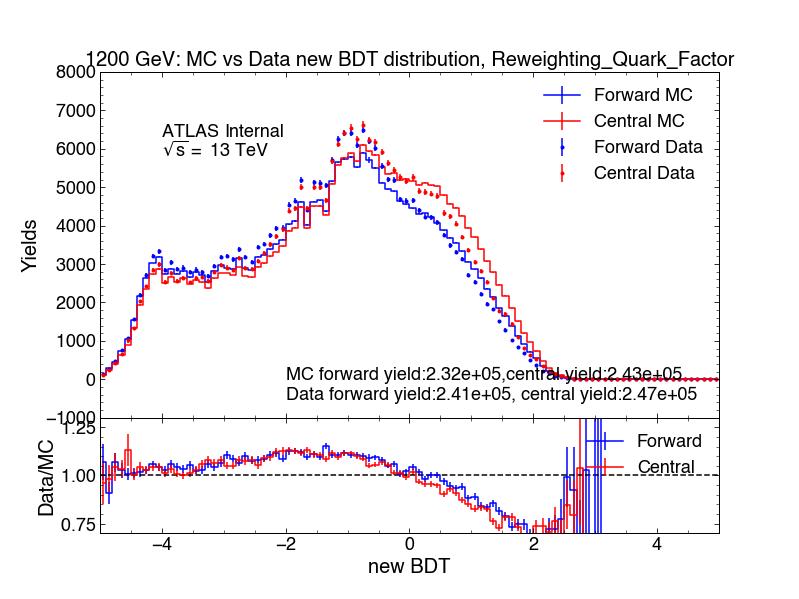 1200 GeV: MC vs Data new BDT distribution, Reweighting_Quark_Factor
8000
7000
6000
5000
4000
3000
2000
1000
0
−1000
Yields
ATLAS Internal
√s = 13 TeV
Forward MC
Central MC
Forward Data
Central Data
MC forward yield:2.32e+05,central yield:2.43e+05
Data forward yield:2.41e+05, central yield:2.47e+05
1.25
1.00
0.75
Data/MC
Forward
Central
−4 −2 0 2 4
new BDT